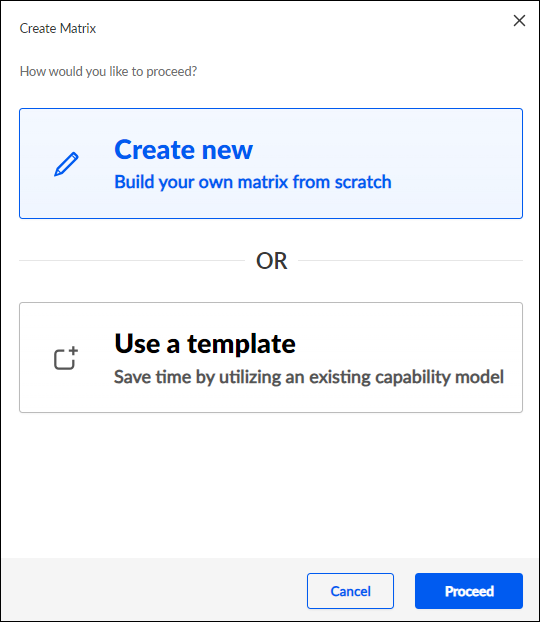 Create Matrix
How would you like to proceed?
Create new
Build your own matrix from scratch
OR
Use a template
Save time by utilizing an existing capability model
Cancel
Proceed